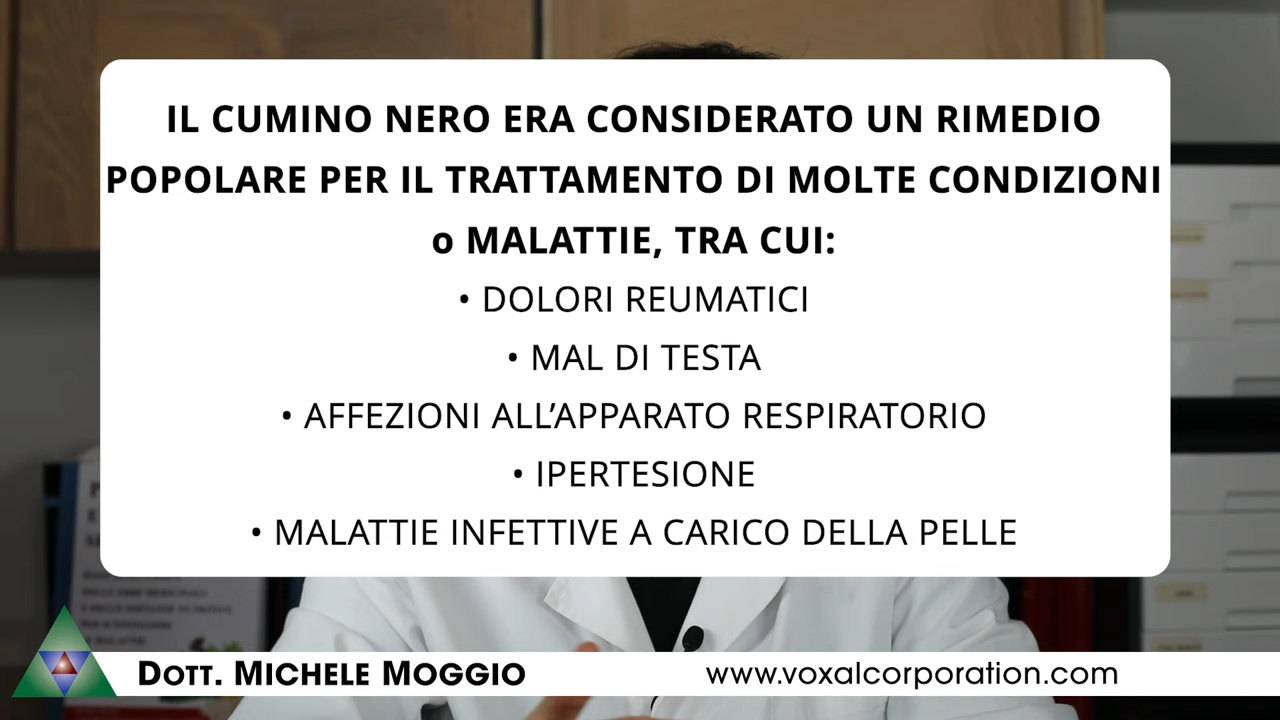 IL CUMINO NERO ERA CONSIDERATO UN RIMEDIO
POPOLARE PER IL TRATTAMENTO DI MOLTE CONDIZIONI
o MALATTIE, TRA CUI:
• DOLORI REUMATICI
• MAL DI TESTA
• AFFEZIONI ALL’APPARATO RESPIRATORIO
• IPERTESIONE
• MALATTIE INFETTIVE A CARICO DELLA PELLE
DOTT. MICHELE MOGGIO
www.voxalcorporation.com